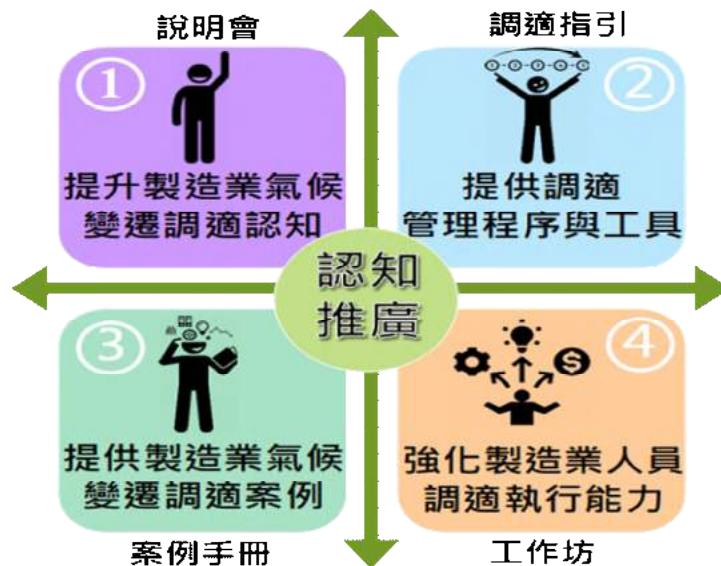 說明會
調適指引
①
提升製造業氣候
變遷調適認知
②
提供調適
管理程序與工具
認知
推廣
③
提供製造業氣候
變遷調適案例
④
強化製造業人員
調適執行能力
案例手冊
工作坊